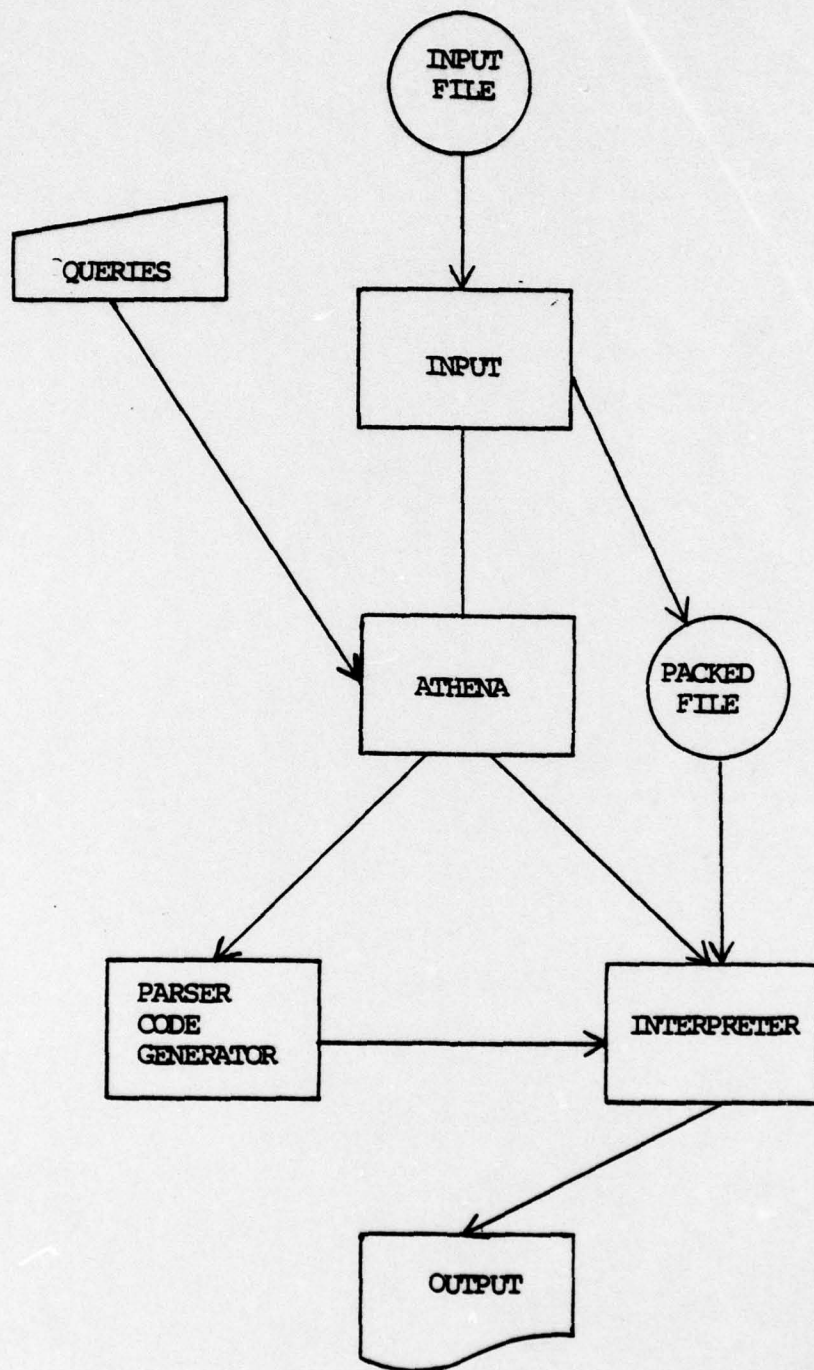 INPUT
FILE
QUERIES
INPUT
ATHENA
PACKED
FILE
PARSER
CODE
GENERATOR
INTERPRETER
OUTPUT